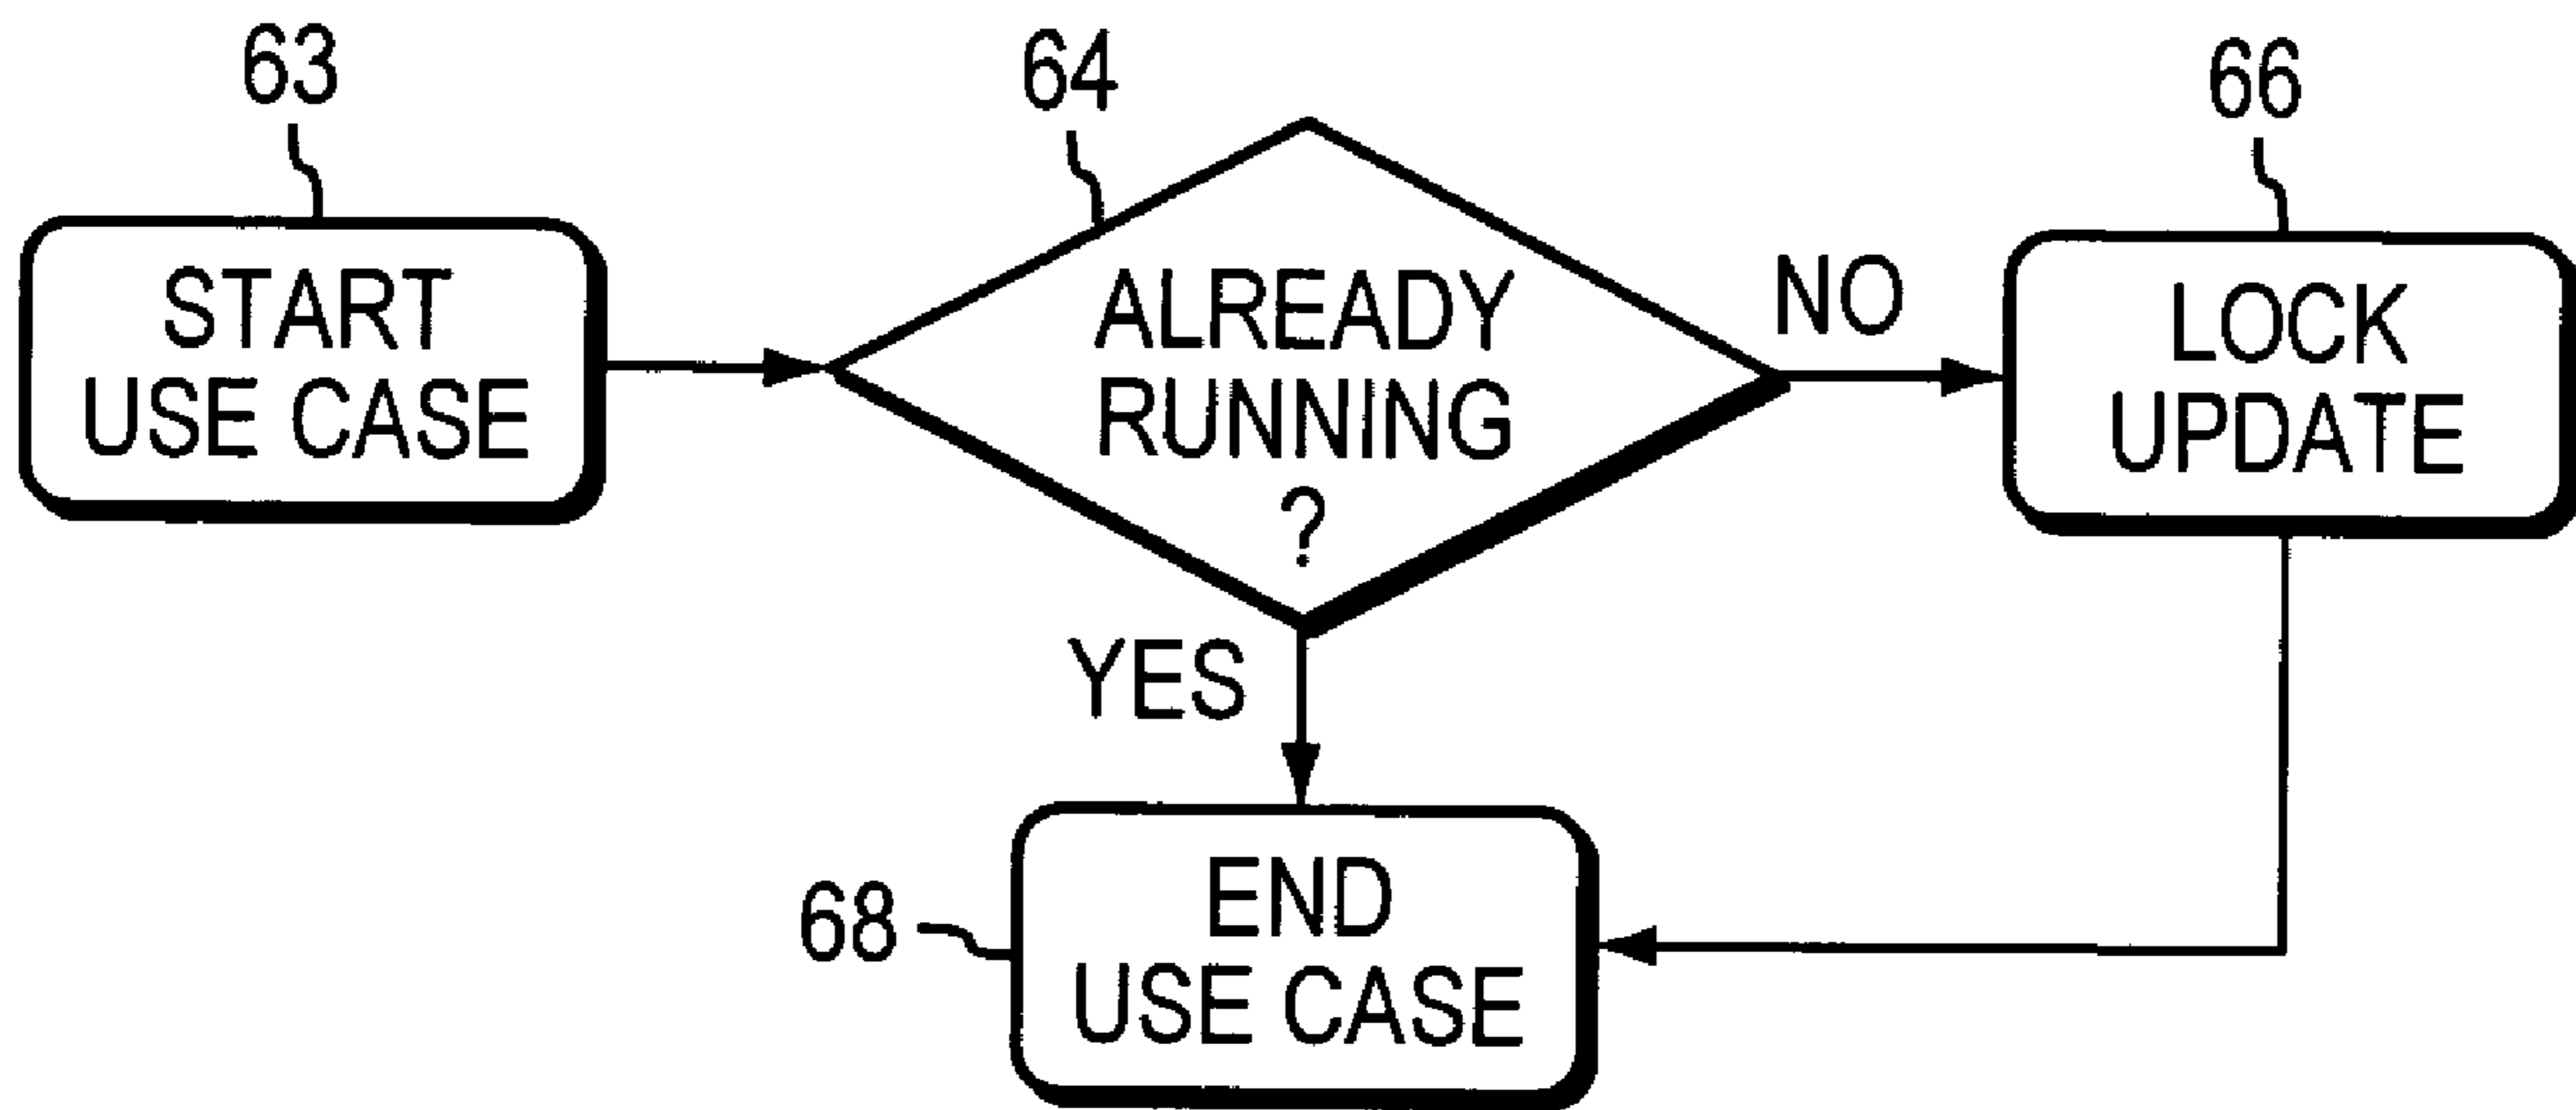 63
64
66
START
USE CASE
ALREADY
RUNNING
?
NO
LOCK
UPDATE
YES
68
END
USE CASE